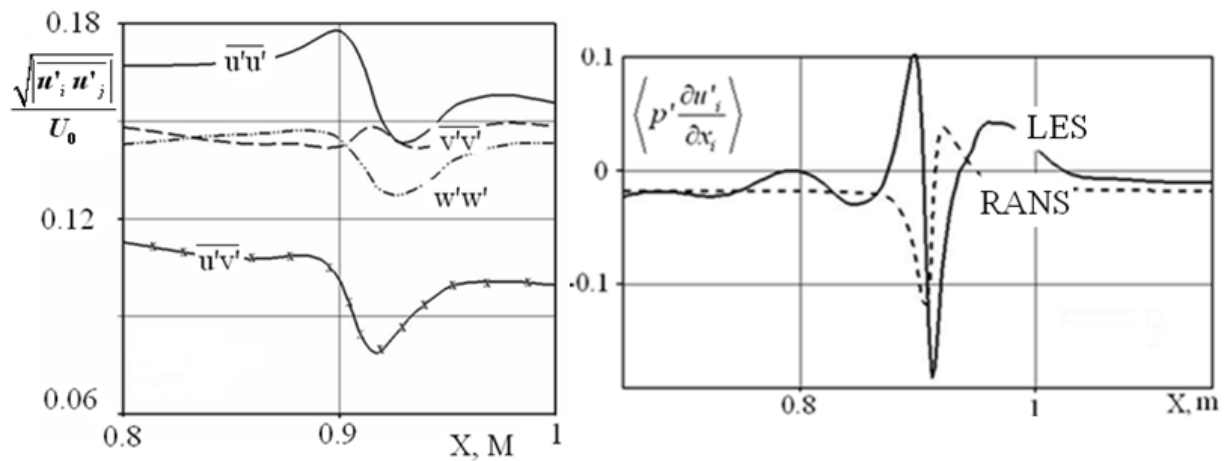 0.18
√|u'ᵢ u'ⱼ|
U₀
u'u'
v'v'
w'w'
0.12
u'v'
0.06
0.8
0.9
X, M
1
0.1
⟨p' ∂u'ᵢ/∂xᵢ⟩
LES
0
RANS
-0.1
0.8
1
X, m